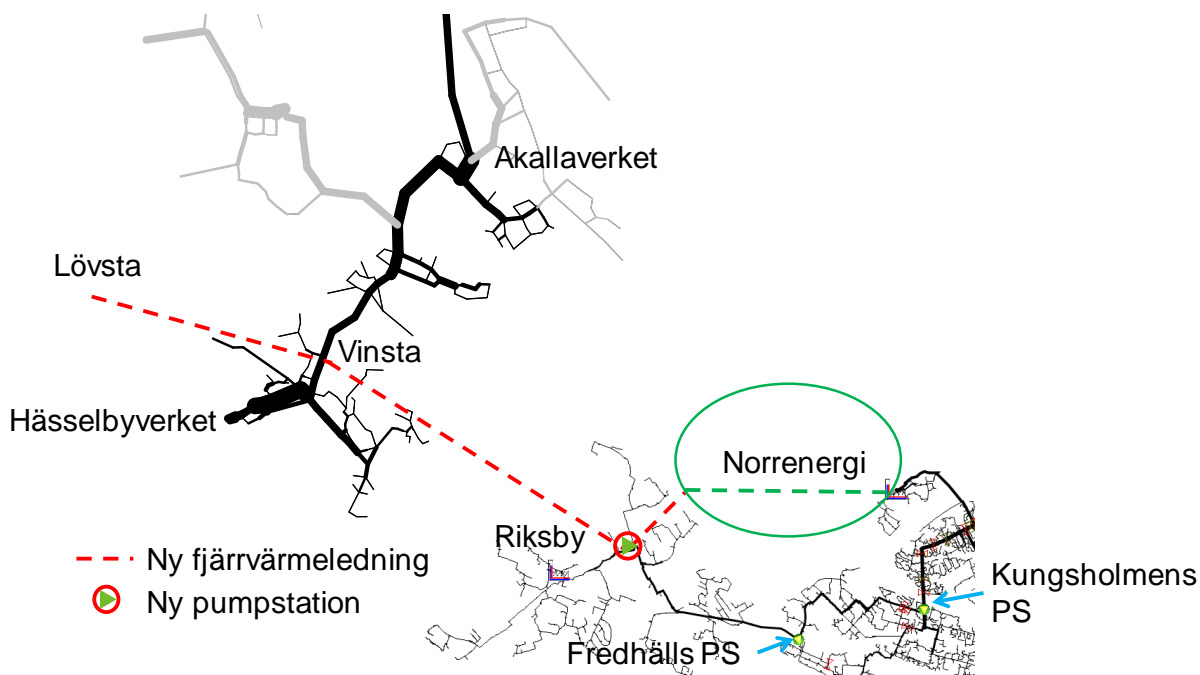 Akallaverket
Lövsta
Vinsta
Hässelbyverket
Norrenergi
Riksby
Ny fjärrvärmeledning
Ny pumpstation
Kungsholmens
PS
Fredhälls PS